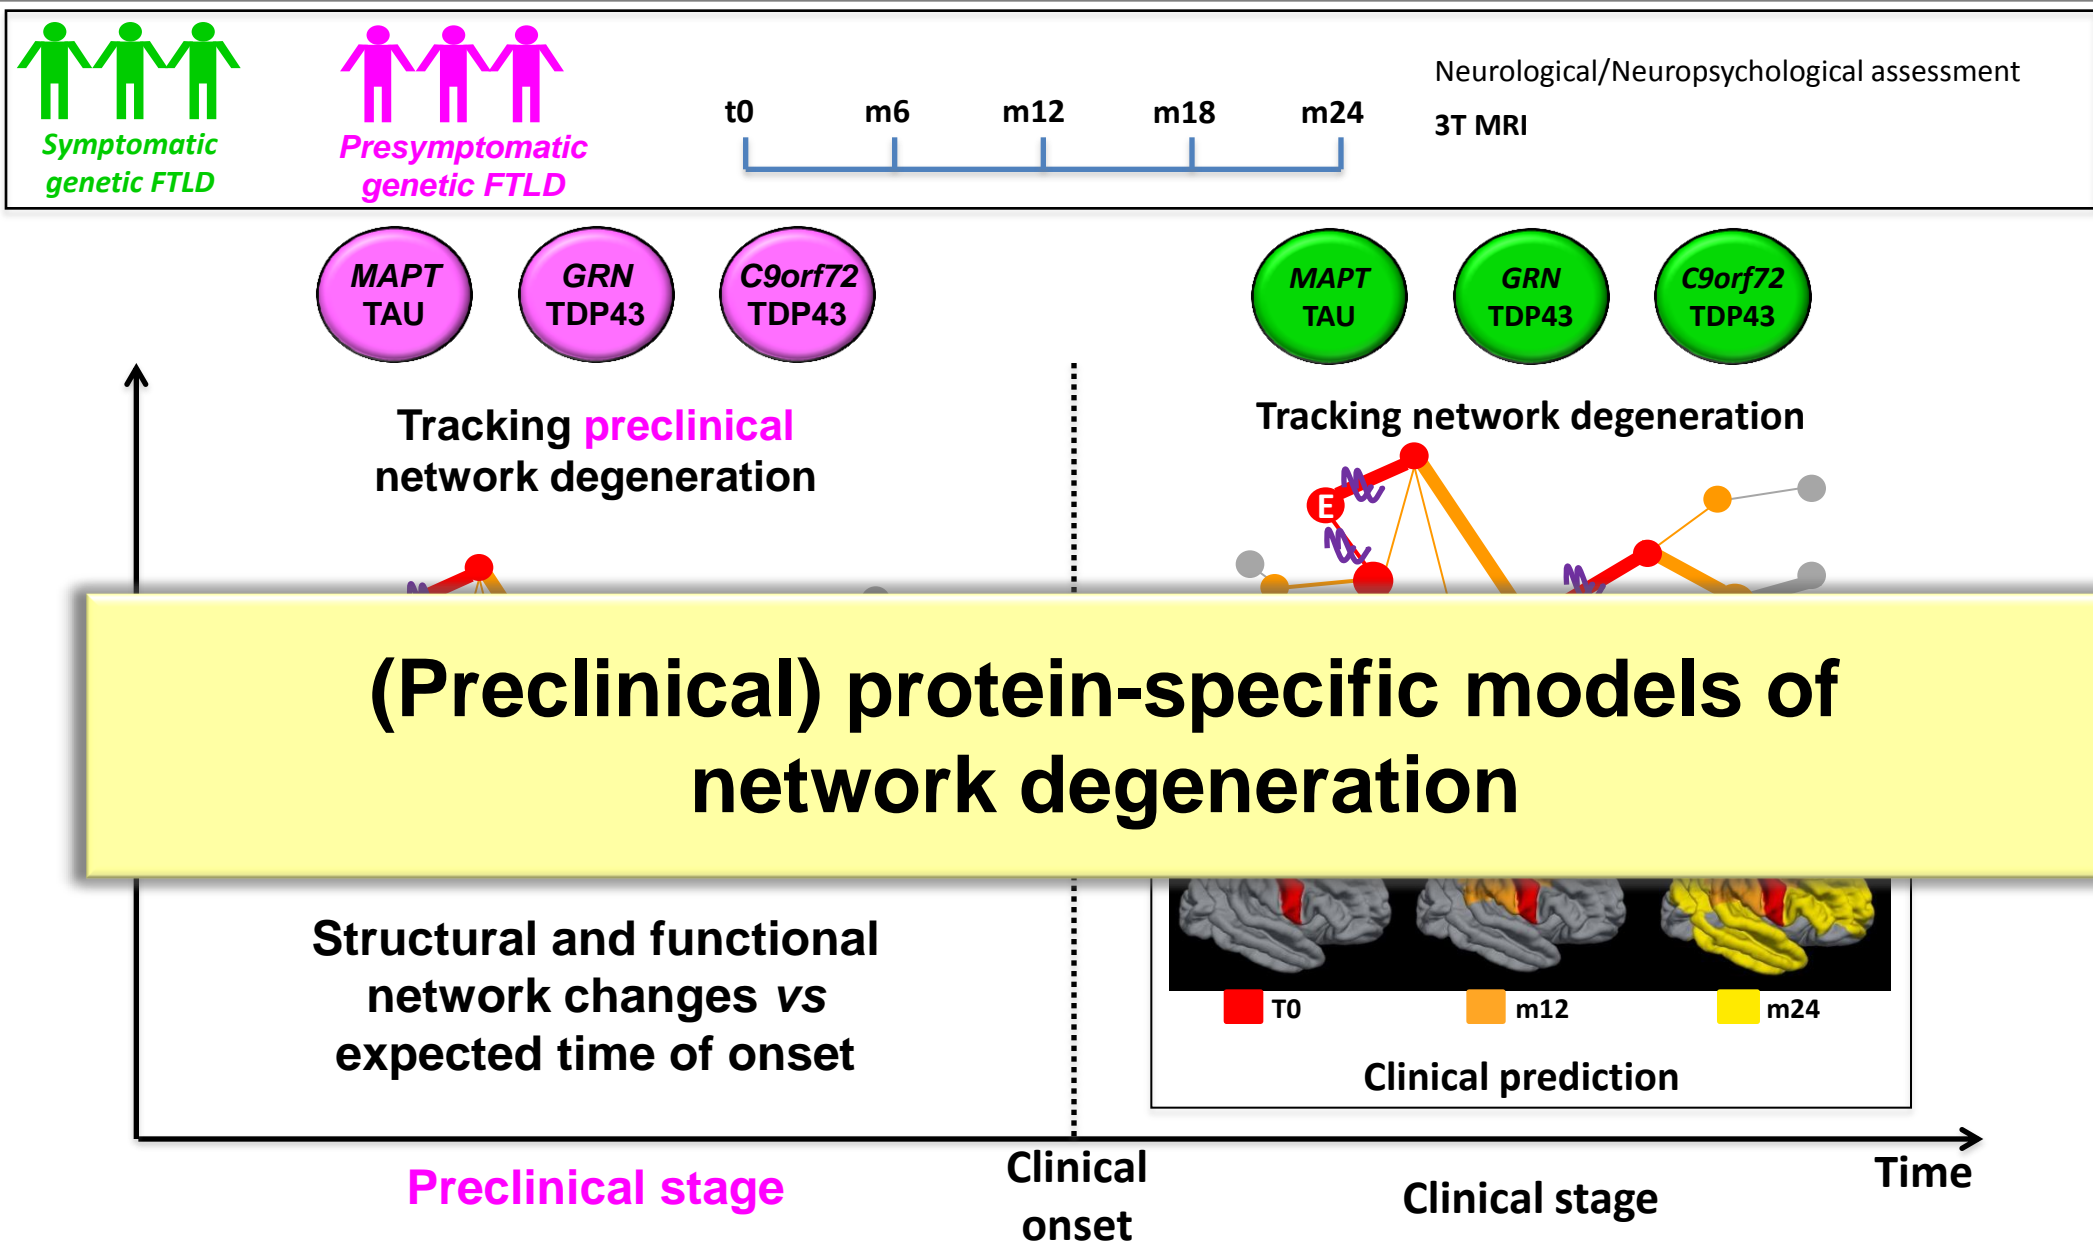 Symptomatic
genetic FTLD
Presymptomatic
genetic FTLD
t0 m6 m12 m18 m24
Neurological/Neuropsychological assessment
3T MRI
MAPT
TAU
GRN
TDP43
C9orf72
TDP43
MAPT
TAU
GRN
TDP43
C9orf72
TDP43
Tracking preclinical
network degeneration
Tracking network degeneration
E
(Preclinical) protein-specific models of
network degeneration
Structural and functional
network changes vs
expected time of onset
T0 m12 m24
Clinical prediction
Preclinical stage
Clinical
onset
Clinical stage
Time